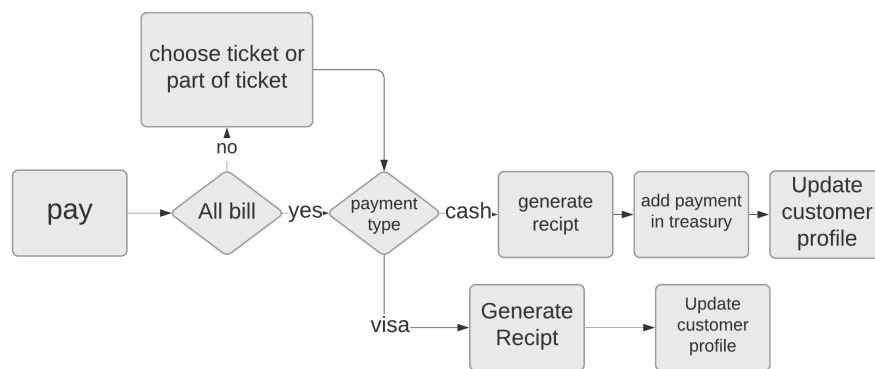 choose ticket or
part of ticket
no
pay
All bill
yes
payment
type
cash
generate
recipt
add payment
in treasury
Update
customer
profile
visa
Generate
Recipt
Update
customer
profile